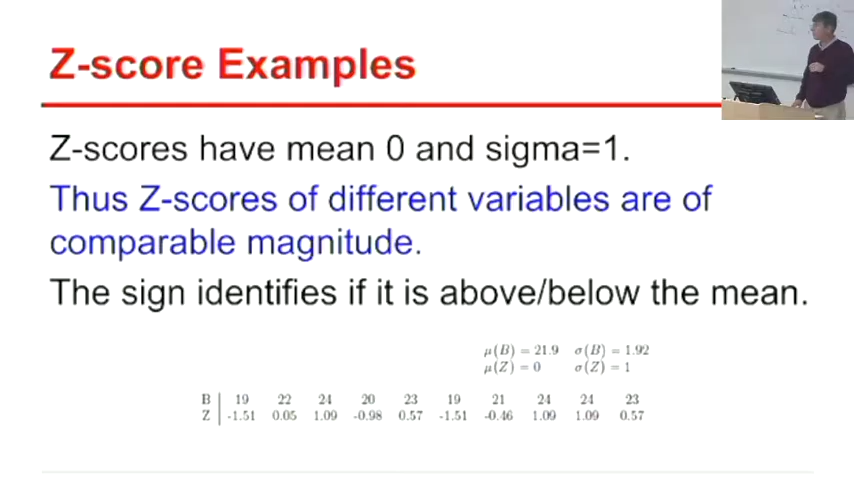 Z-score Examples
Z-scores have mean 0 and sigma=1.
Thus Z-scores of different variables are of
comparable magnitude.
The sign identifies if it is above/below the mean.
μ(B) = 21.9 σ(B) = 1.92
μ(Z) = 0 σ(Z) = 1
B 19 22 24 20 23 19 21 24 24 23
Z -1.51 0.05 1.09 -0.98 0.57 -1.51 -0.46 1.09 1.09 0.57